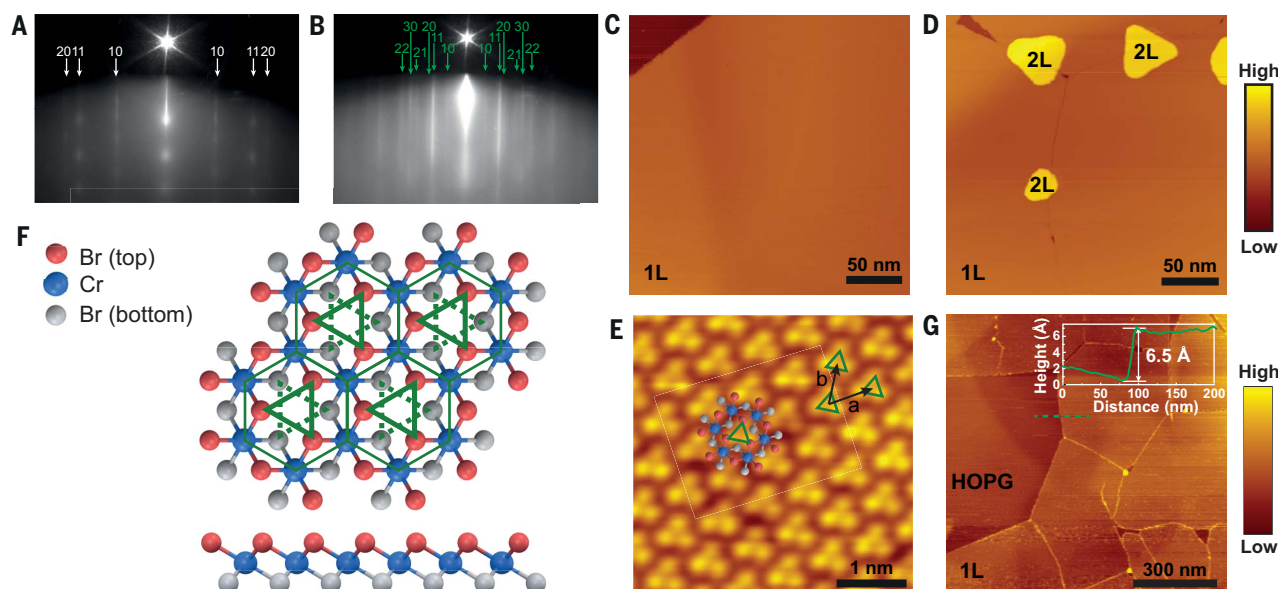 A
20 11 10 10 11 20
B
30 20 20 30
22 21 11 10 10 11 21 22
C
1L
50 nm
D
2L
2L
2L
1L
50 nm
High
Low
F
Br (top)
Cr
Br (bottom)
E
b
a
1 nm
G
Height (Å)
6
4
2
0
6.5 Å
0 50 100 150 200
Distance (nm)
HOPG
1L
300 nm
High
Low